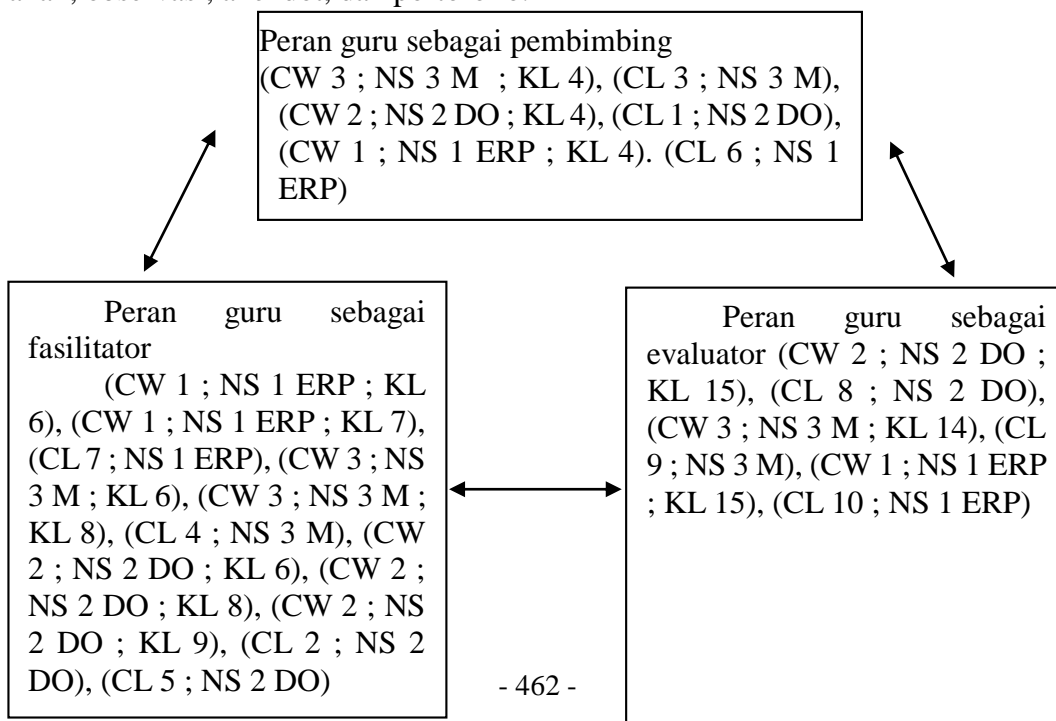 Peran guru sebagai pembimbing
(CW 3 ; NS 3 M ; KL 4), (CL 3 ; NS 3 M),
(CW 2 ; NS 2 DO ; KL 4), (CL 1 ; NS 2 DO),
(CW 1 ; NS 1 ERP ; KL 4). (CL 6 ; NS 1
ERP)
Peran guru sebagai
fasilitator
(CW 1 ; NS 1 ERP ; KL
6), (CW 1 ; NS 1 ERP ; KL 7),
(CL 7 ; NS 1 ERP), (CW 3 ; NS
3 M ; KL 6), (CW 3 ; NS 3 M ;
KL 8), (CL 4 ; NS 3 M), (CW
2 ; NS 2 DO ; KL 6), (CW 2 ;
NS 2 DO ; KL 8), (CW 2 ; NS
2 DO ; KL 9), (CL 2 ; NS 2
DO), (CL 5 ; NS 2 DO)
Peran guru sebagai
evaluator (CW 2 ; NS 2 DO ;
KL 15), (CL 8 ; NS 2 DO),
(CW 3 ; NS 3 M ; KL 14), (CL
9 ; NS 3 M), (CW 1 ; NS 1 ERP
; KL 15), (CL 10 ; NS 1 ERP)
- 462 -